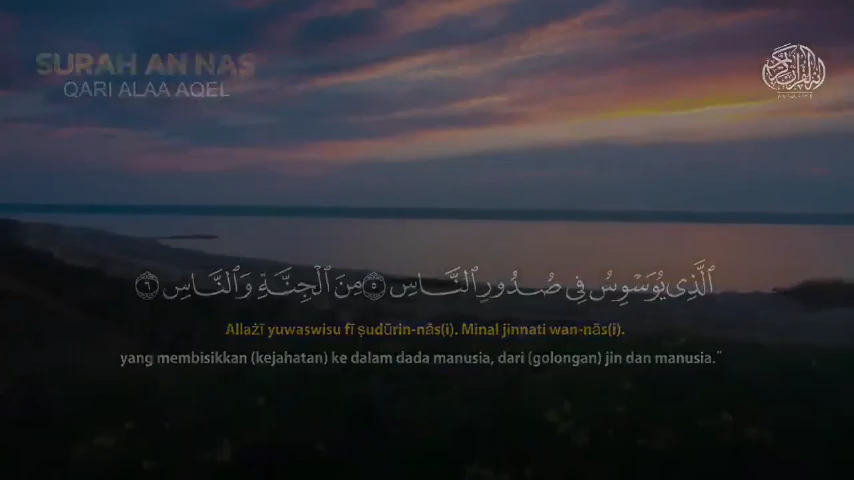 SURAH AN NAS
QARI ALAA AQEL
ٱلَّذِى يُوَسْوِسُ فِى صُدُورِ ٱلنَّاسِ ٥ مِنَ ٱلْجِنَّةِ وَٱلنَّاسِ ٦
Allażī yuwaswisu fī ṣudūrin-nās(i). Minal jinnati wan-nās(i).
yang membisikkan (kejahatan) ke dalam dada manusia, dari (golongan) jin dan manusia.”